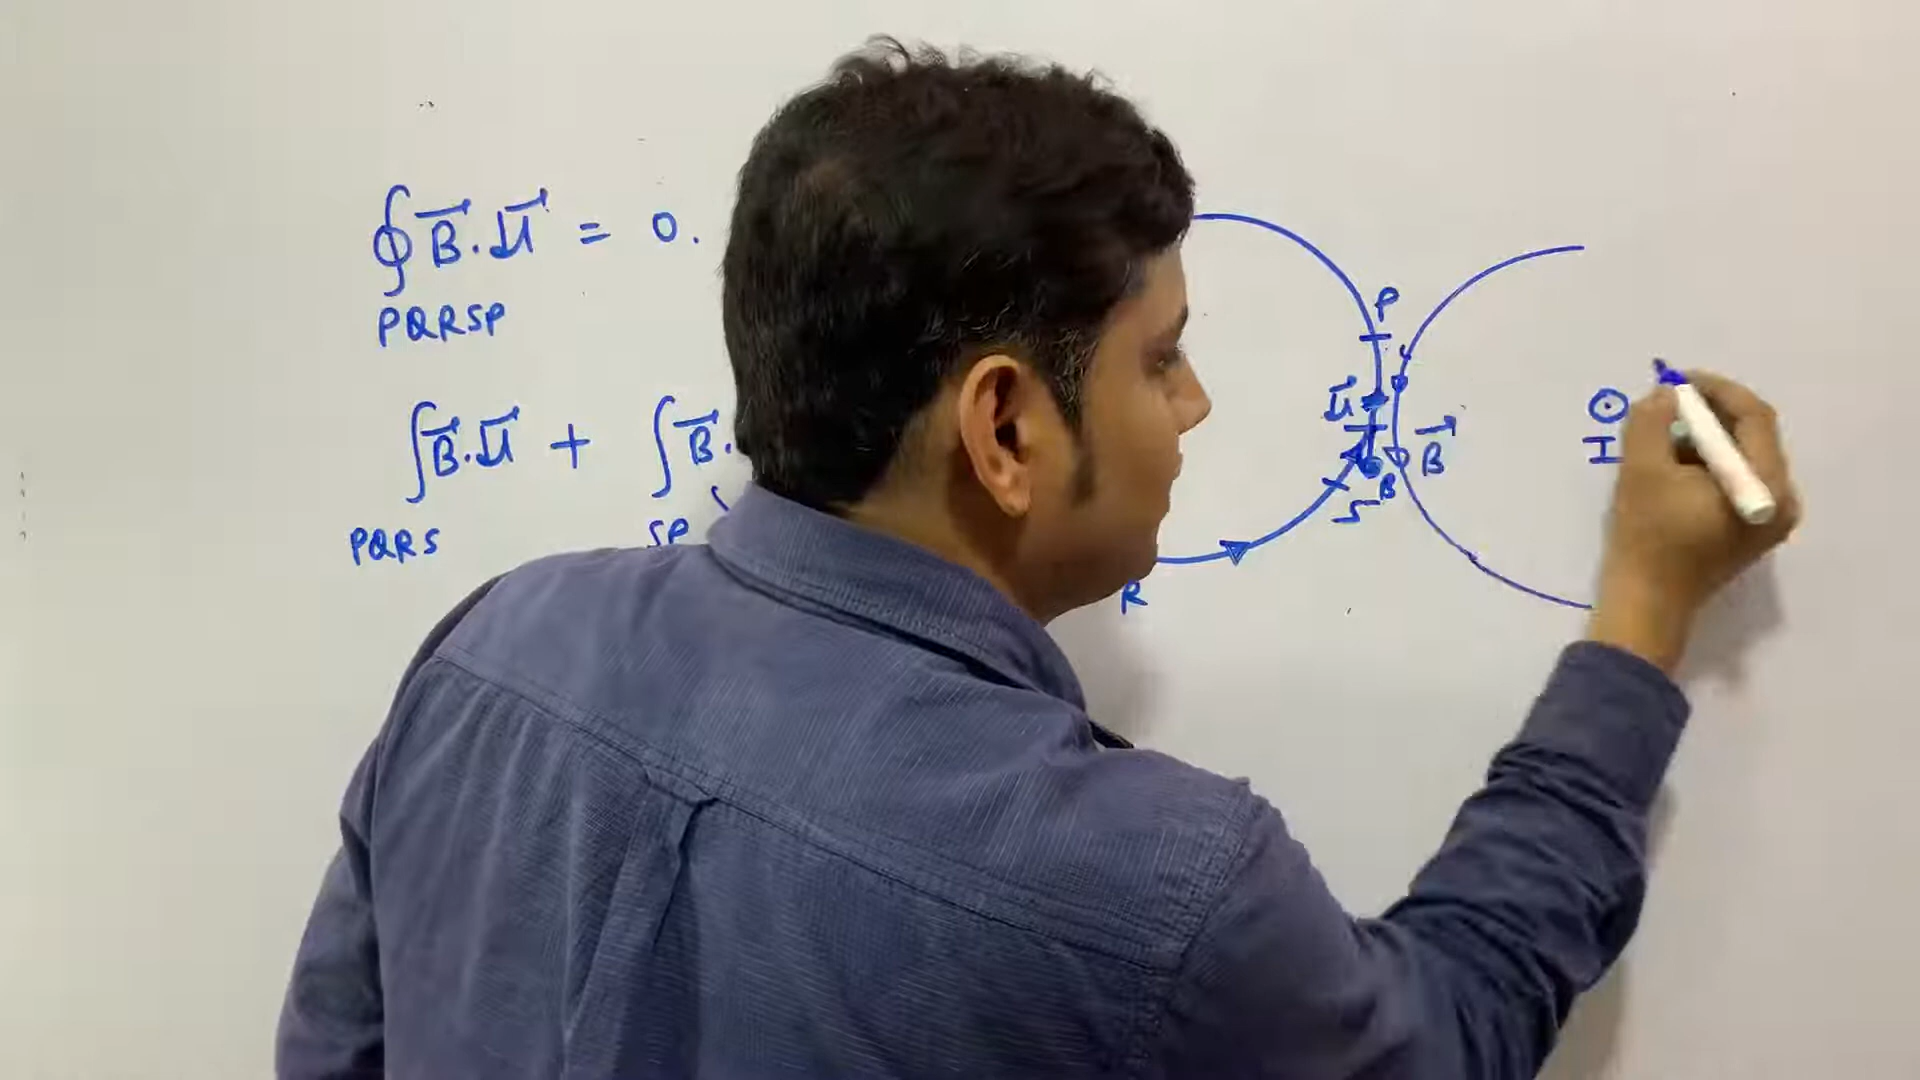 ∮ B⃗ . dl⃗ = 0.
PQRSP
∫ B⃗ . dl⃗ + ∫ B⃗ .
PQRS SP
P
dl⃗
B⃗
B
S
R
⊙
I